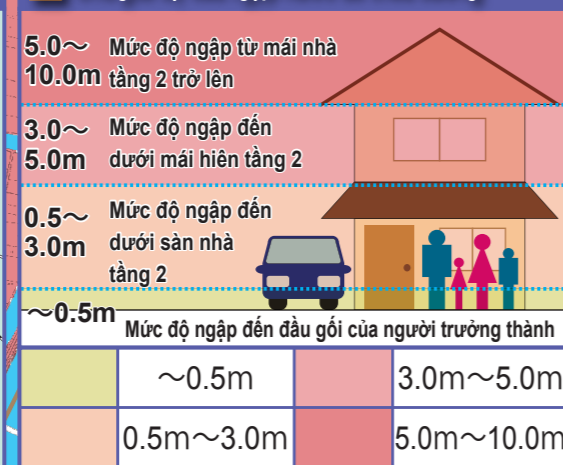 5.0～ Mức độ ngập từ mái nhà
10.0m tầng 2 trở lên
3.0～ Mức độ ngập đến
5.0m dưới mái hiên tầng 2
0.5～ Mức độ ngập đến
3.0m dưới sàn nhà
tầng 2
～0.5m
Mức độ ngập đến đầu gối của người trưởng thành
～0.5m 3.0m～5.0m
0.5m～3.0m 5.0m～10.0m